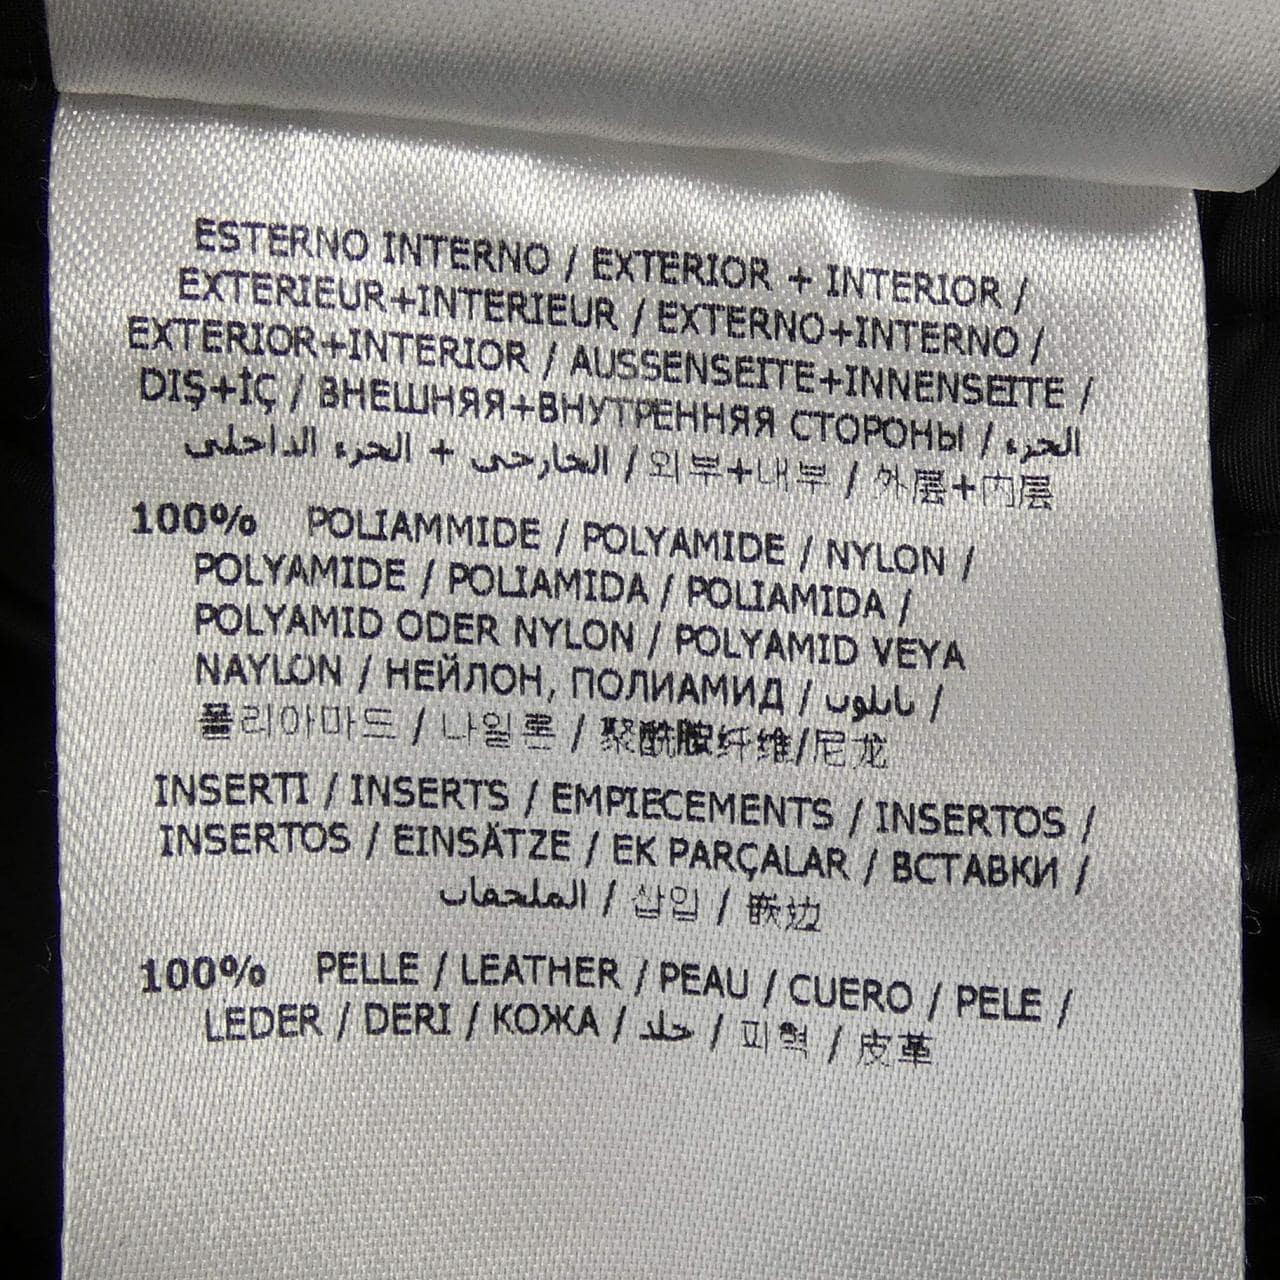 ESTERNO INTERNO / EXTERIOR + INTERIOR /
EXTERIEUR+INTERIEUR / EXTERNO+INTERNO /
EXTERIOR+INTERIOR / AUSSENSEITE+INNENSEITE /
DIŞ+İÇ / ВНЕШНЯЯ+ВНУТРЕННЯЯ СТОРОНЫ / الجزء
الخارجي + الجزء الداخلي / 외부+내부 / 外层+内层
100% POLIAMMIDE / POLYAMIDE / NYLON /
POLYAMIDE / POLIAMIDA / POLIAMIDA /
POLYAMID ODER NYLON / POLYAMID VEYA
NAYLON / НЕЙЛОН, ПОЛИАМИД / نايلون /
폴리아마드 / 나일론 / 聚酰胺纤维/尼龙
INSERTI / INSERTS / EMPIECEMENTS / INSERTOS /
INSERTOS / EINSÄTZE / EK PARÇALAR / ВСТАВКИ /
الملحقات / 삽입 / 嵌边
100% PELLE / LEATHER / PEAU / CUERO / PELE /
LEDER / DERI / КОЖА / جلد / 피혁 / 皮革